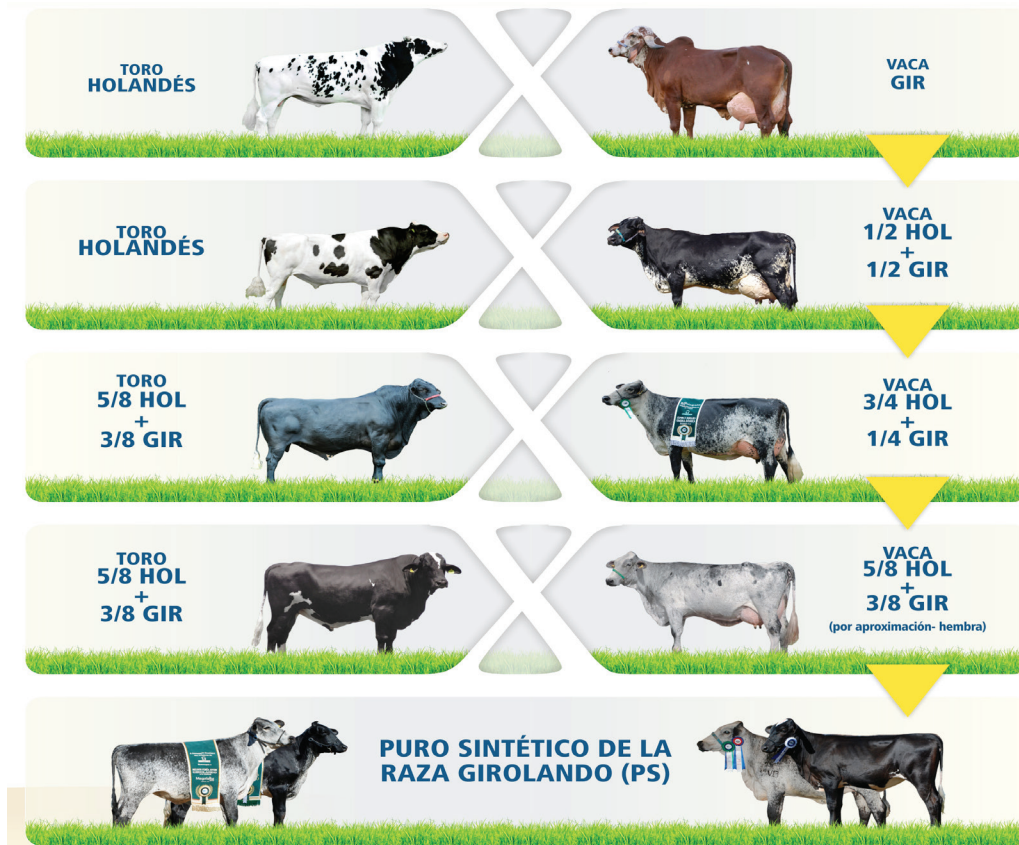 TORO
HOLANDÉS
VACA
GIR
TORO
HOLANDÉS
VACA
1/2 HOL
+
1/2 GIR
TORO
5/8 HOL
+
3/8 GIR
VACA
3/4 HOL
+
1/4 GIR
TORO
5/8 HOL
+
3/8 GIR
VACA
5/8 HOL
+
3/8 GIR
(por aproximación- hembra)
PURO SINTÉTICO DE LA
RAZA GIROLANDO (PS)